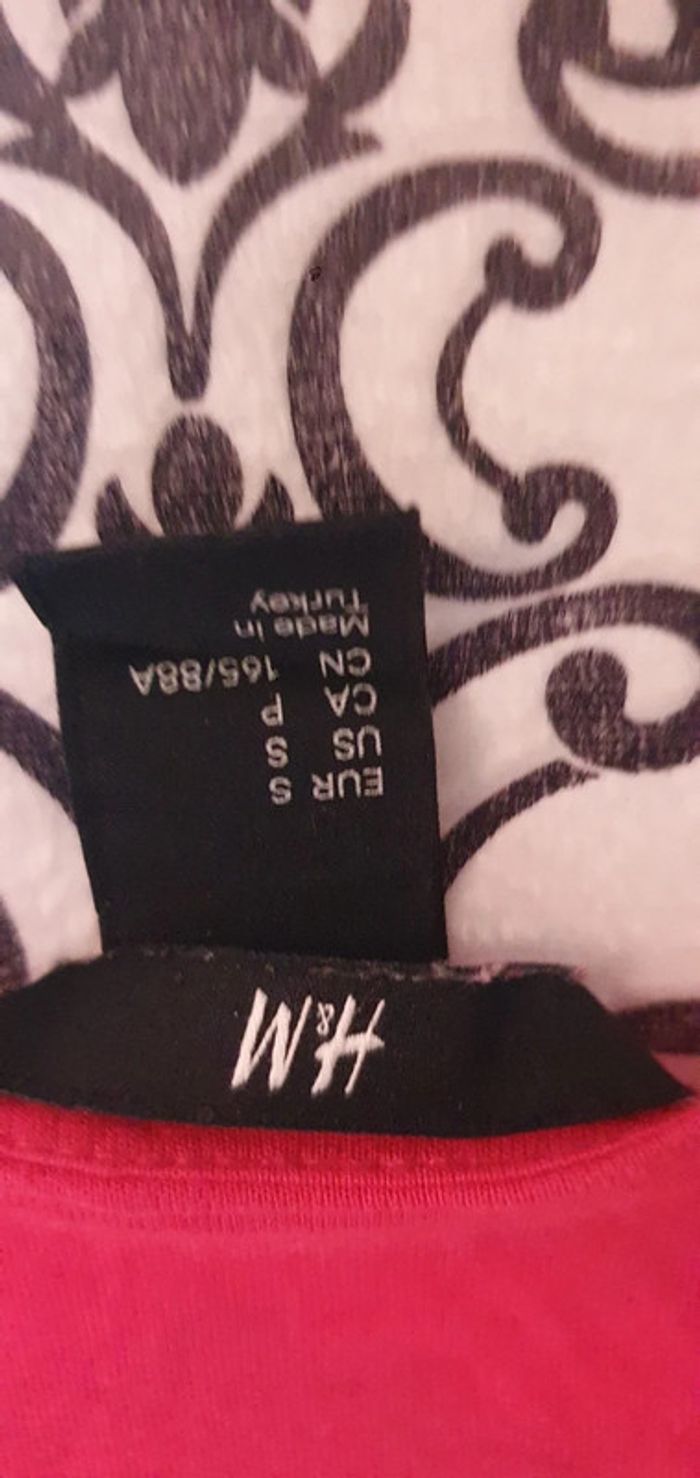 H&M
EUR S
US S
CA P
CN 165/88A
Made in
Turkey